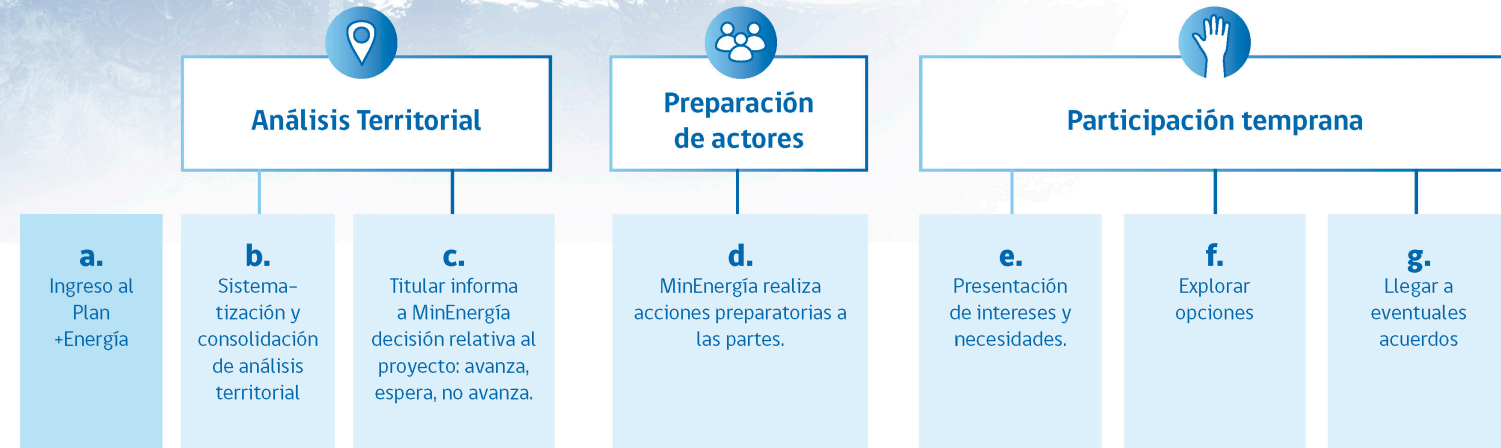 Análisis Territorial
Preparación
de actores
Participación temprana
a.
Ingreso al
Plan
+Energía
b.
Sistema-
tización y
consolidación
de análisis
territorial
c.
Titular informa
a MinEnergía
decisión relativa al
proyecto: avanza,
espera, no avanza.
d.
MinEnergía realiza
acciones preparatorias a
las partes.
e.
Presentación
de intereses y
necesidades.
f.
Explorar
opciones
g.
Llegar a
eventuales
acuerdos